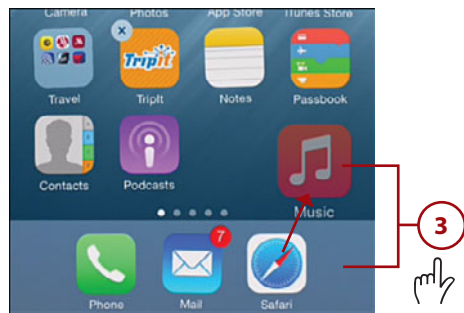 Camera Photos App Store iTunes Store
TripIt
Travel TripIt Notes Passbook
Contacts Podcasts
Music
3
7
Phone Mail Safari